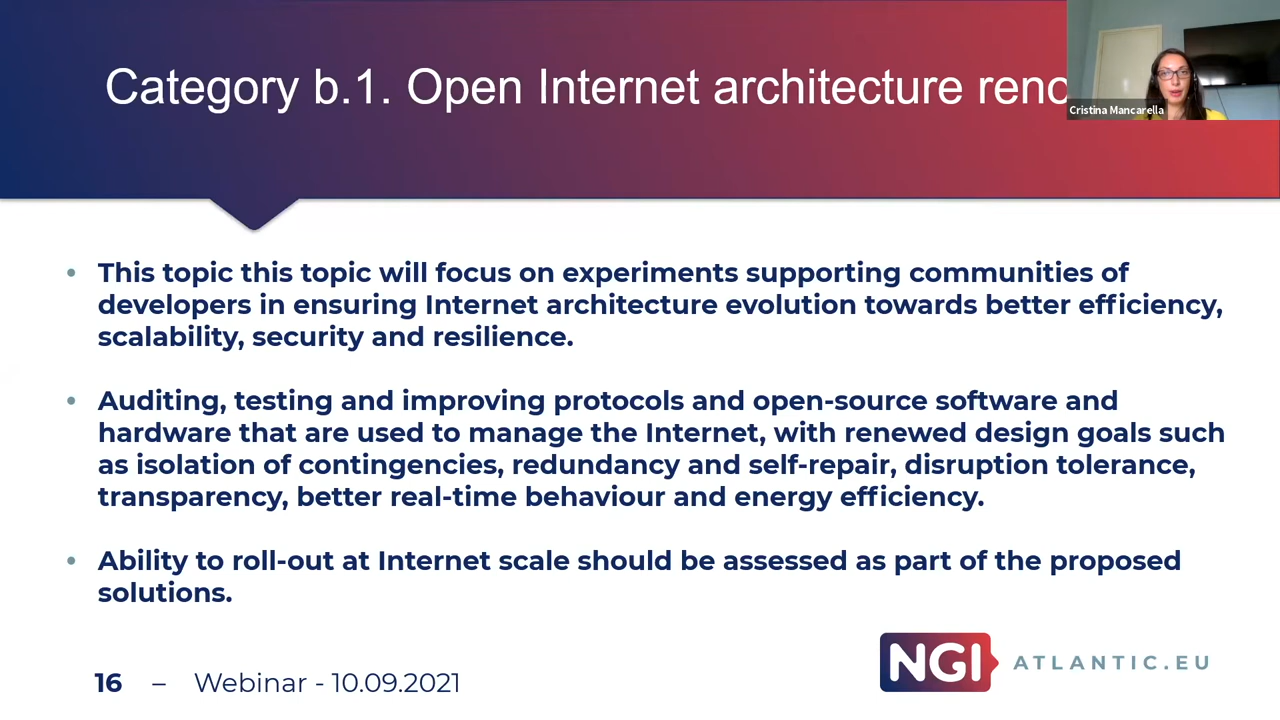 Category b.1. Open Internet architecture
Cristina Mancarella
This topic this topic will focus on experiments supporting communities of
developers in ensuring Internet architecture evolution towards better efficiency,
scalability, security and resilience.
Auditing, testing and improving protocols and open-source software and
hardware that are used to manage the Internet, with renewed design goals such
as isolation of contingencies, redundancy and self-repair, disruption tolerance,
transparency, better real-time behaviour and energy efficiency.
Ability to roll-out at Internet scale should be assessed as part of the proposed
solutions.
16 – Webinar - 10.09.2021
NGI ATLANTIC.EU